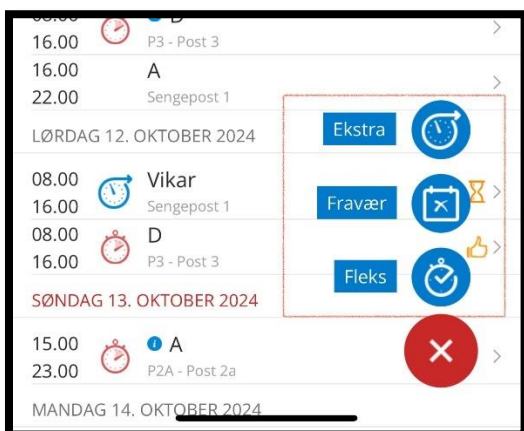 D
16.00 P3 - Post 3
16.00 A
22.00 Sengepost 1
LØRDAG 12. OKTOBER 2024
Ekstra
08.00 Vikar
16.00 Sengepost 1
Fravær
08.00 D
16.00 P3 - Post 3
Fleks
SØNDAG 13. OKTOBER 2024
15.00 i A
23.00 P2A - Post 2a
MANDAG 14. OKTOBER 2024